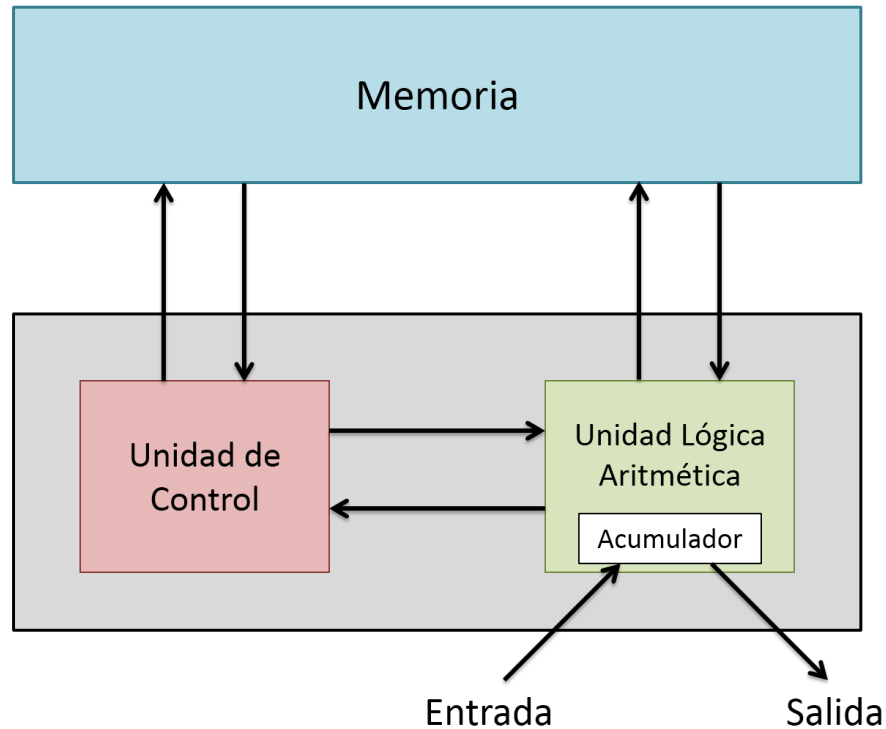 Memoria
Unidad de
Control
Unidad Lógica
Aritmética
Acumulador
Entrada
Salida